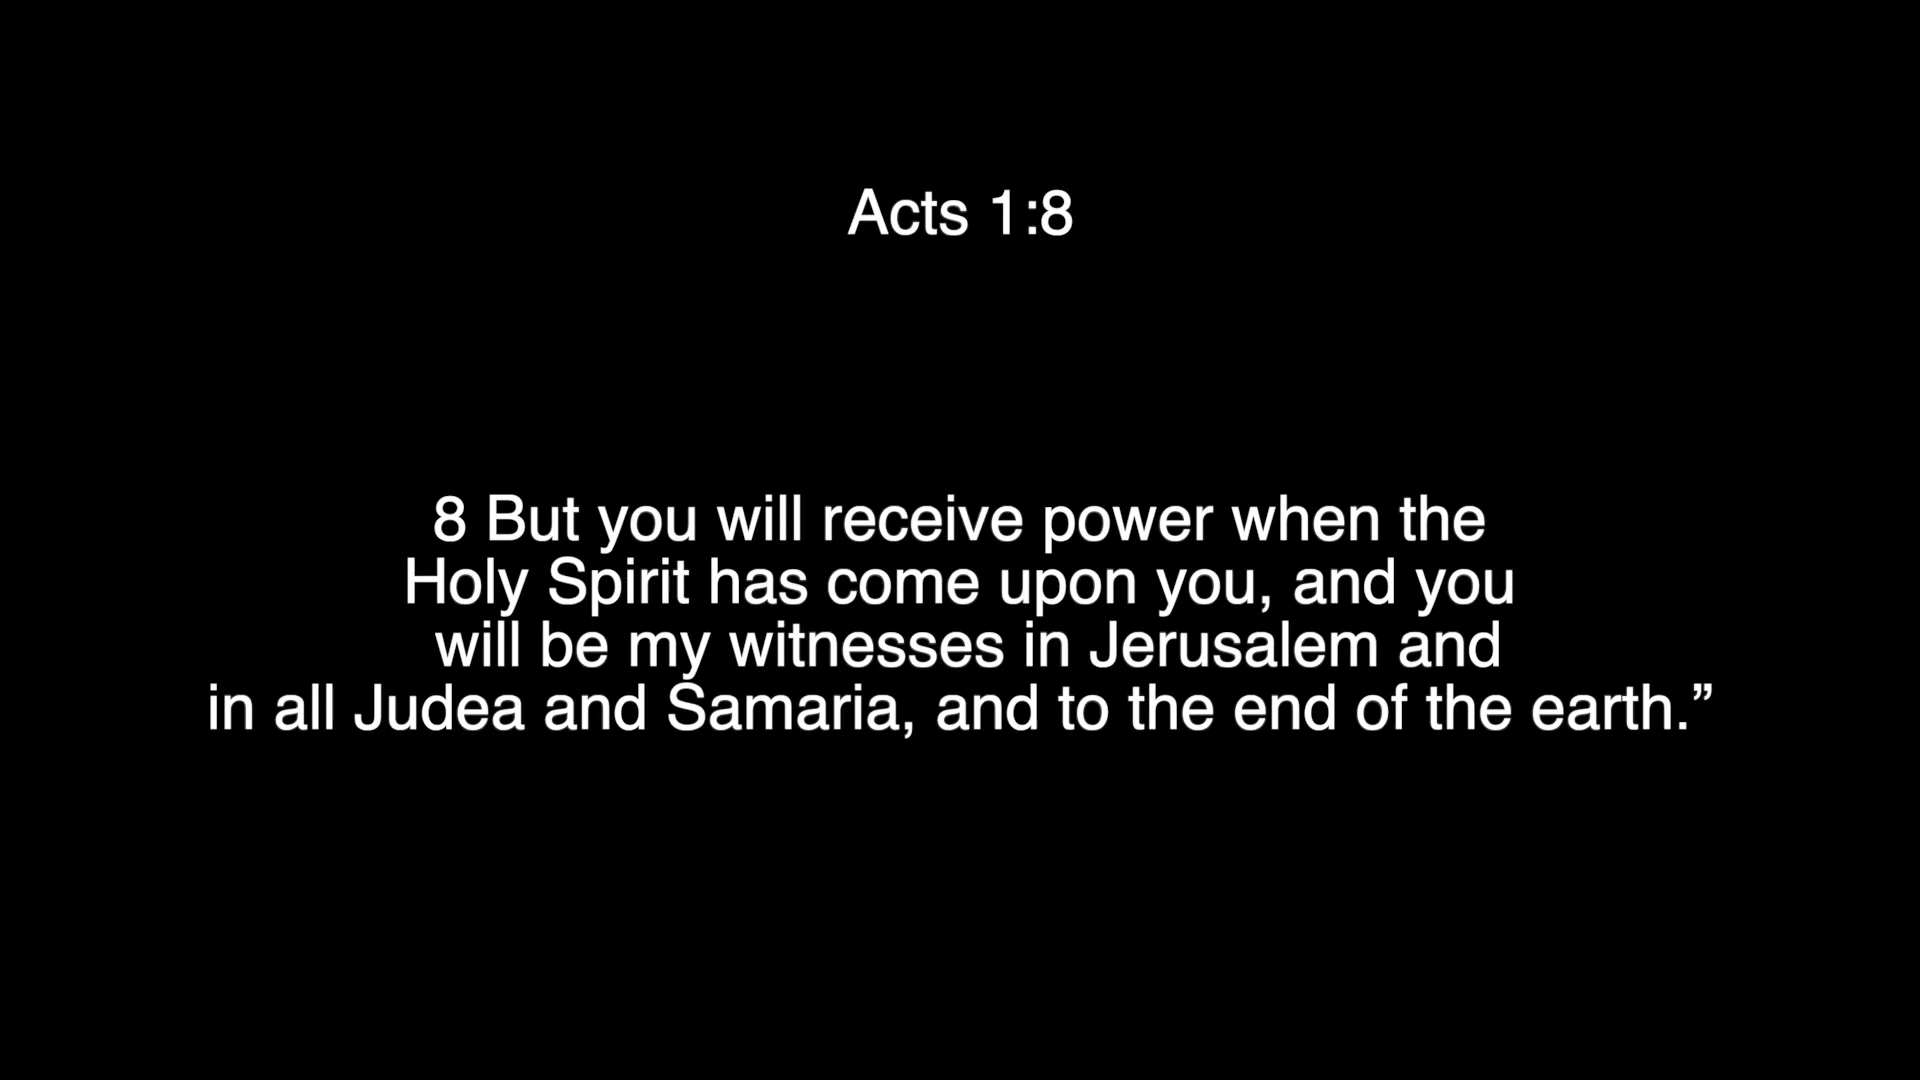 Acts 1:8
8 But you will receive power when the
Holy Spirit has come upon you, and you
will be my witnesses in Jerusalem and
in all Judea and Samaria, and to the end of the earth.”